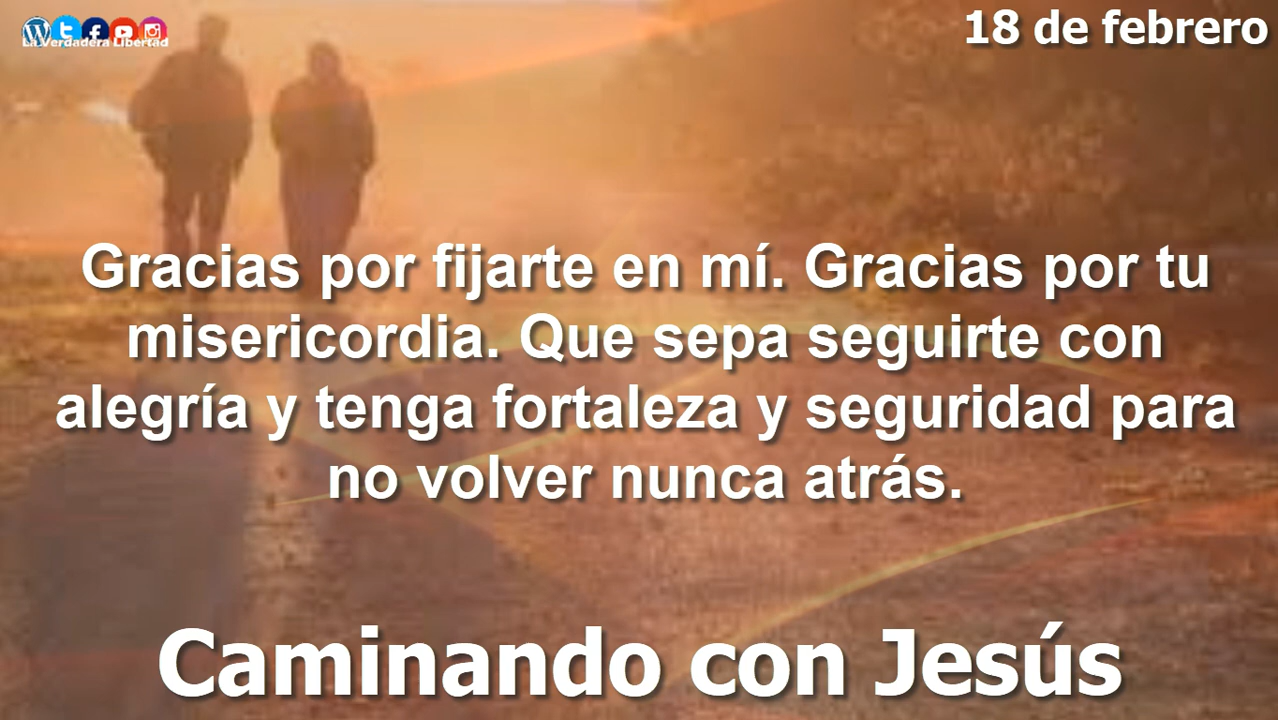 La Verdadera Libertad
18 de febrero
Gracias por fijarte en mí. Gracias por tu
misericordia. Que sepa seguirte con
alegría y tenga fortaleza y seguridad para
no volver nunca atrás.
Caminando con Jesús